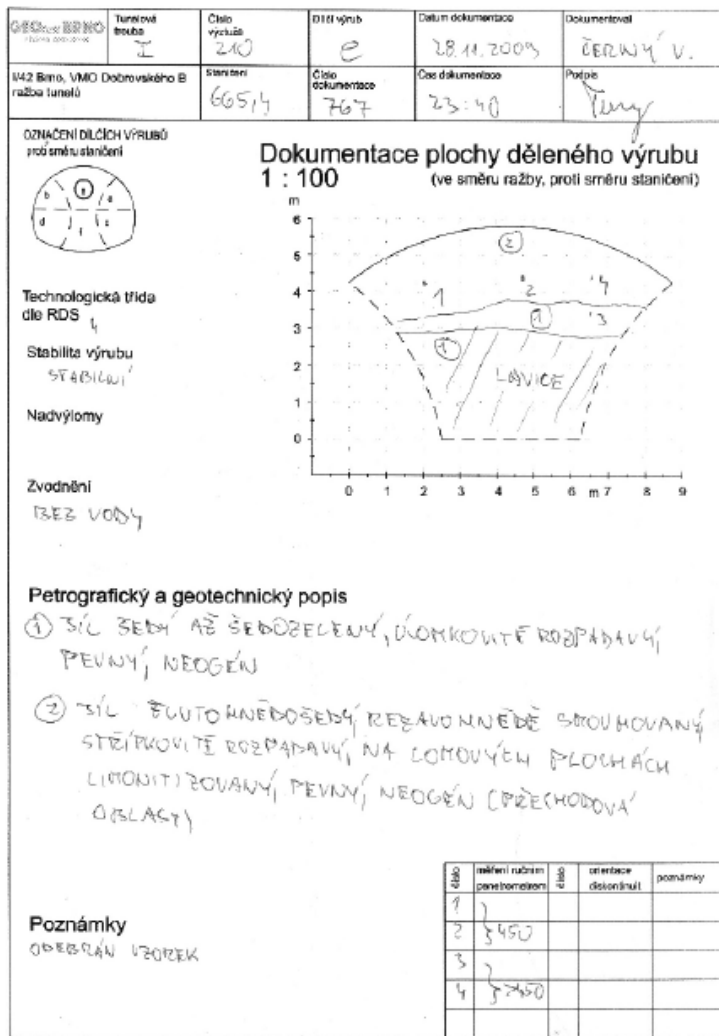 GEOtest BRNO
Tunelová trouba
I
Číslo výztuže
210
Dílčí výrub
e
Datum dokumentace
28.11.2009
Dokumentoval
ČERNÝ V.
I/42 Brno, VMO Dobrovského B
ražba tunelů
Staničení
665,4
Číslo dokumentace
767
Čas dokumentace
23:40
Podpis
OZNAČENÍ DÍLČÍCH VÝRUBŮ
proti směru staničení
b e a
d f c
Dokumentace plochy děleného výrubu
1 : 100 (ve směru ražby, proti směru staničení)
m
6
5
4
3
2
1
0
2
1 2 4
1 3
1
LAVICE
0 1 2 3 4 5 6 m 7 8 9
Technologická třída
dle RDS
4
Stabilita výrubu
STABILNÍ
Nadvýlomy
Zvodnění
BEZ VODY
Petrografický a geotechnický popis
1 JÍL ŠEDÝ AŽ ŠEDOZELENÝ, ÚLOMKOVITĚ ROZPADAVÝ,
PEVNÝ, NEOGÉN
2 JÍL ŽLUTOHNĚDOŠEDÝ, REZAVOHNĚDĚ SMOUHOVANÝ
STŘÍPKOVITĚ ROZPADAVÝ, NA LOMOVÝCH PLOCHÁCH
LIMONITIZOVANÝ, PEVNÝ, NEOGÉN (PŘECHODOVÁ
OBLAST)
číslo měření ručním penetrometrem číslo orientace diskontinuit poznámky
1
2 450
3
4 >450
Poznámky
ODEBRÁN VZOREK